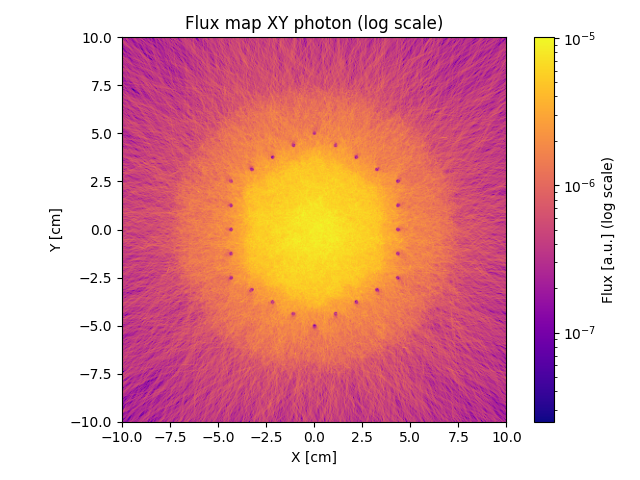 Flux map XY photon (log scale)
10.0
7.5
5.0
2.5
0.0
−2.5
−5.0
−7.5
−10.0
Y [cm]
−10.0 −7.5 −5.0 −2.5 0.0 2.5 5.0 7.5 10.0
X [cm]
10⁻⁵
10⁻⁶
10⁻⁷
Flux [a.u.] (log scale)